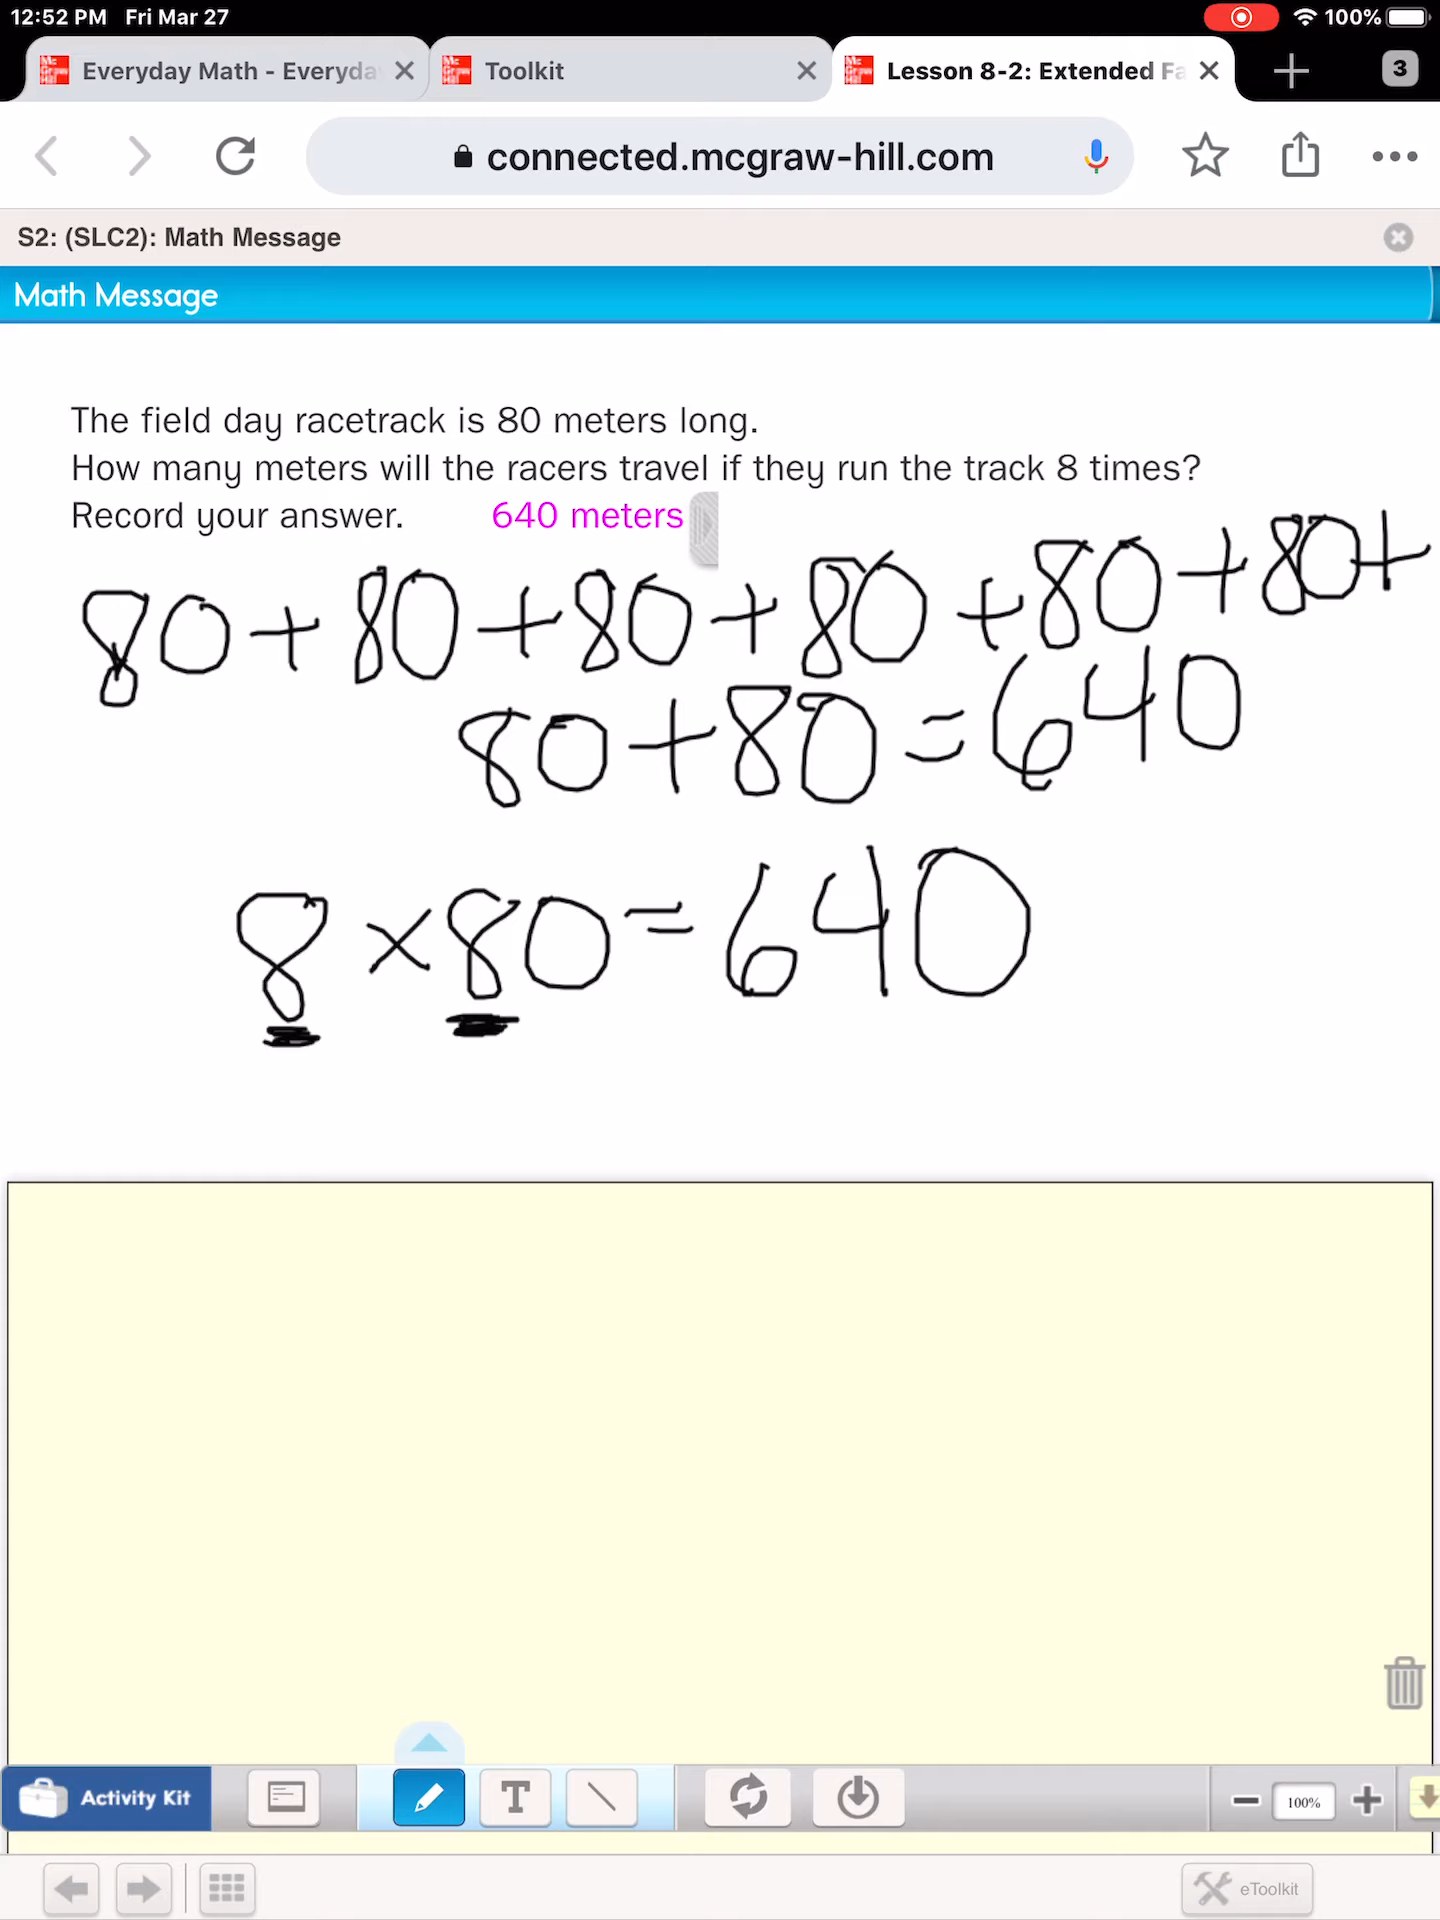 12:52 PM Fri Mar 27 100%
Everyday Math - Everyda
Toolkit
Lesson 8-2: Extended Fa
3
connected.mcgraw-hill.com
S2: (SLC2): Math Message
Math Message
The field day racetrack is 80 meters long.
How many meters will the racers travel if they run the track 8 times?
Record your answer. 640 meters
80+80+80+80+80+80+
80+80=640
8×80=640
Activity Kit
T
100%
eToolkit